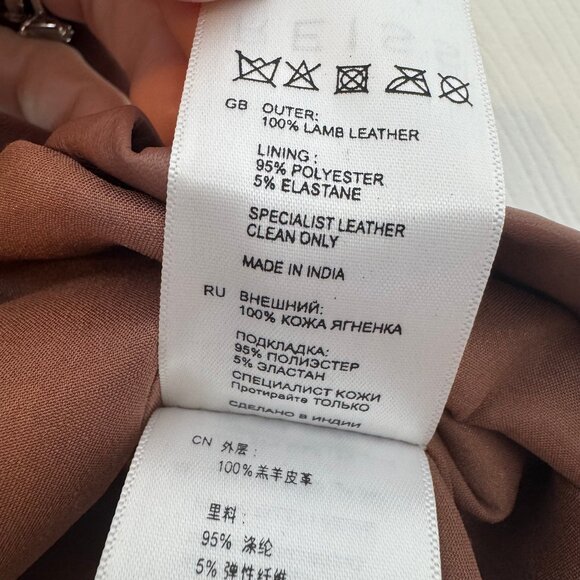 GB OUTER:
100% LAMB LEATHER
LINING:
95% POLYESTER
5% ELASTANE
SPECIALIST LEATHER
CLEAN ONLY
MADE IN INDIA
RU ВНЕШНИЙ:
100% КОЖА ЯГНЕНКА
ПОДКЛАДКА:
95% ПОЛИЭСТЕР
5% ЭЛАСТАН
СПЕЦИАЛИСТ КОЖИ
Протирайте ТОЛЬКО
СДЕЛАНО В ИНДИИ
CN 外层：
100%羔羊皮革
里料：
95% 涤纶
5% 弹性纤维